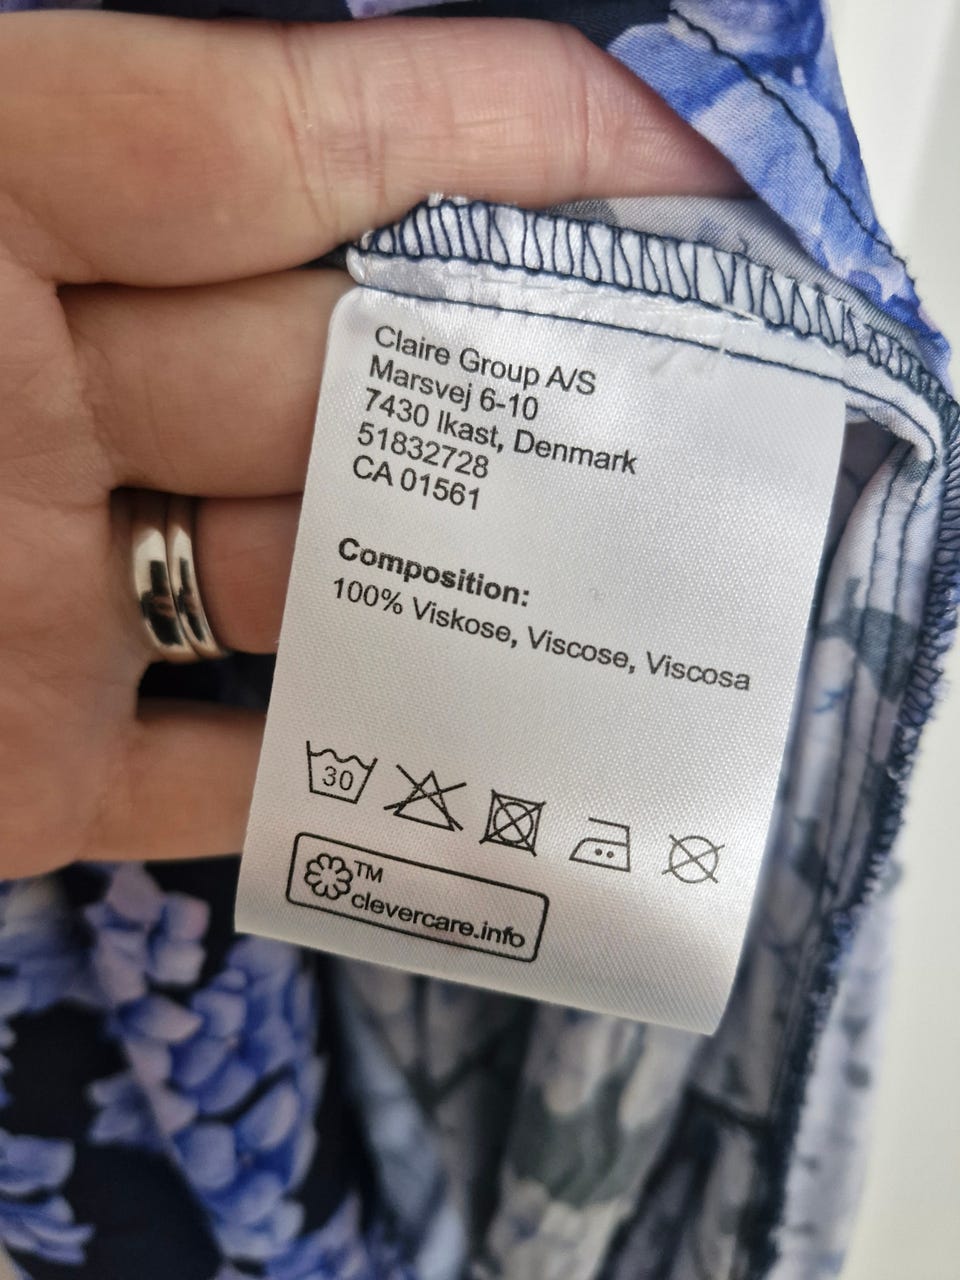 Claire Group A/S
Marsvej 6-10
7430 Ikast, Denmark
51832728
CA 01561
Composition:
100% Viskose, Viscose, Viscosa
30
TM
clevercare.info